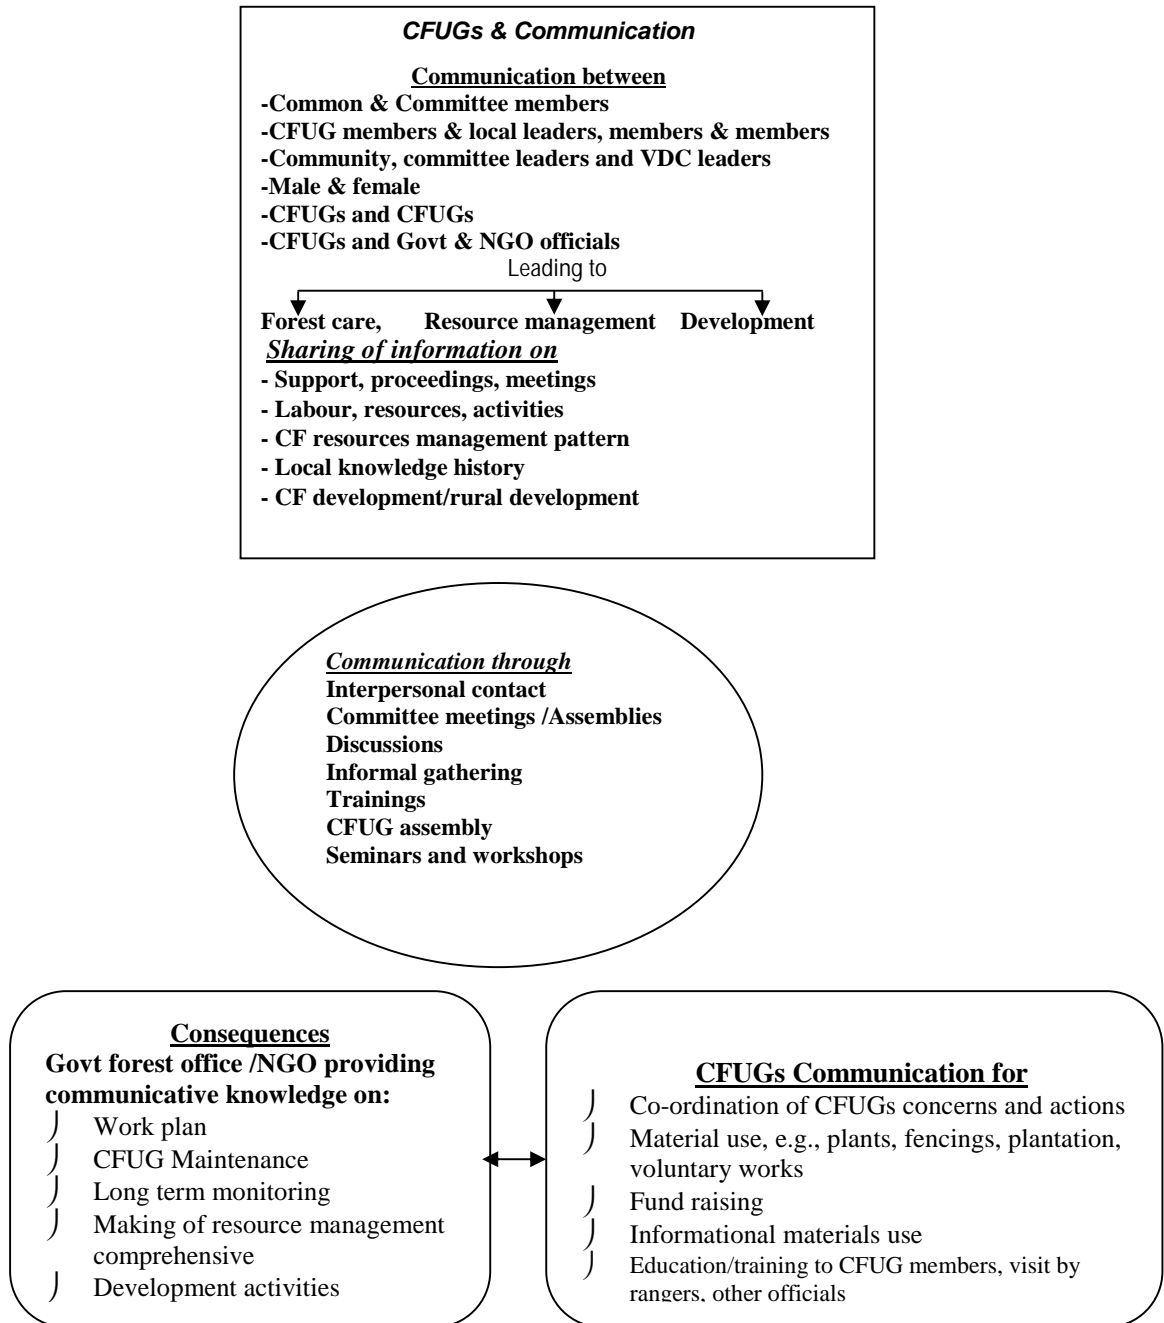 CFUGs & Communication
Communication between
-Common & Committee members
-CFUG members & local leaders, members & members
-Community, committee leaders and VDC leaders
-Male & female
-CFUGs and CFUGs
-CFUGs and Govt & NGO officials
Leading to
Forest care, Resource management Development
Sharing of information on
- Support, proceedings, meetings
- Labour, resources, activities
- CF resources management pattern
- Local knowledge history
- CF development/rural development
Communication through
Interpersonal contact
Committee meetings /Assemblies
Discussions
Informal gathering
Trainings
CFUG assembly
Seminars and workshops
Consequences
Govt forest office /NGO providing
communicative knowledge on:
⌡ Work plan
⌡ CFUG Maintenance
⌡ Long term monitoring
⌡ Making of resource management
comprehensive
⌡ Development activities
CFUGs Communication for
⌡ Co-ordination of CFUGs concerns and actions
⌡ Material use, e.g., plants, fencings, plantation,
voluntary works
⌡ Fund raising
⌡ Informational materials use
⌡ Education/training to CFUG members, visit by
rangers, other officials